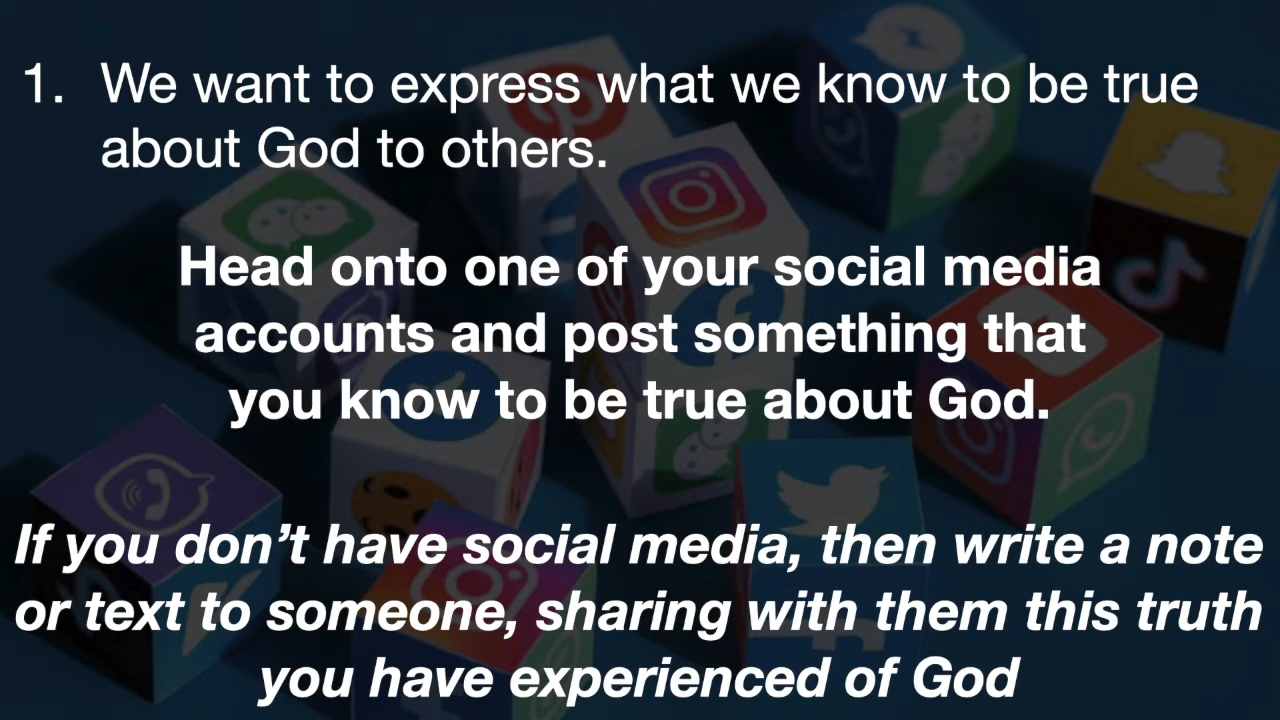 1. We want to express what we know to be true
about God to others.
Head onto one of your social media
accounts and post something that
you know to be true about God.
If you don’t have social media, then write a note
or text to someone, sharing with them this truth
you have experienced of God